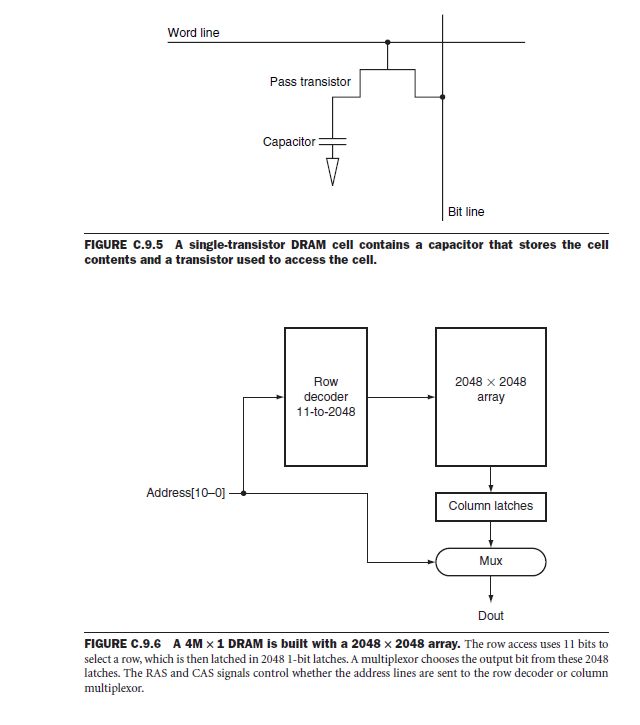 Word line
Pass transistor
Capacitor
Bit line
FIGURE C.9.5 A single-transistor DRAM cell contains a capacitor that stores the cell
contents and a transistor used to access the cell.
Row
decoder
11-to-2048
2048 × 2048
array
Address[10–0]
Column latches
Mux
Dout
FIGURE C.9.6 A 4M × 1 DRAM is built with a 2048 × 2048 array. The row access uses 11 bits to
select a row, which is then latched in 2048 1-bit latches. A multiplexor chooses the output bit from these 2048
latches. The RAS and CAS signals control whether the address lines are sent to the row decoder or column
multiplexor.